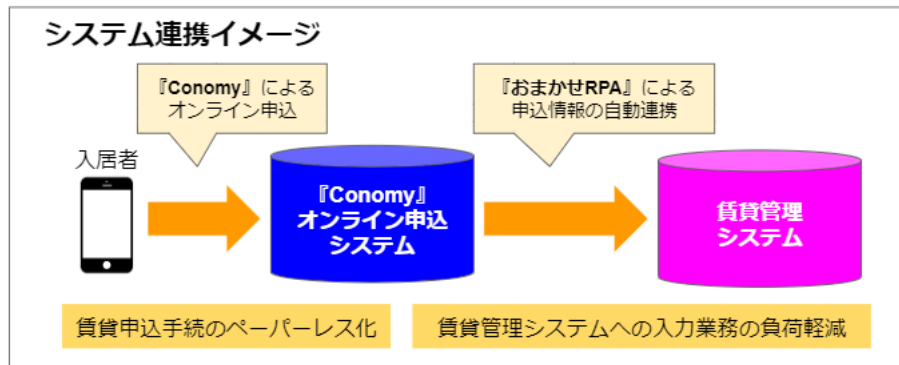 システム連携イメージ
『Conomy』による
オンライン申込
『おまかせRPA』による
申込情報の自動連携
入居者
『Conomy』
オンライン申込
システム
賃貸管理
システム
賃貸申込手続のペーパーレス化
賃貸管理システムへの入力業務の負荷軽減